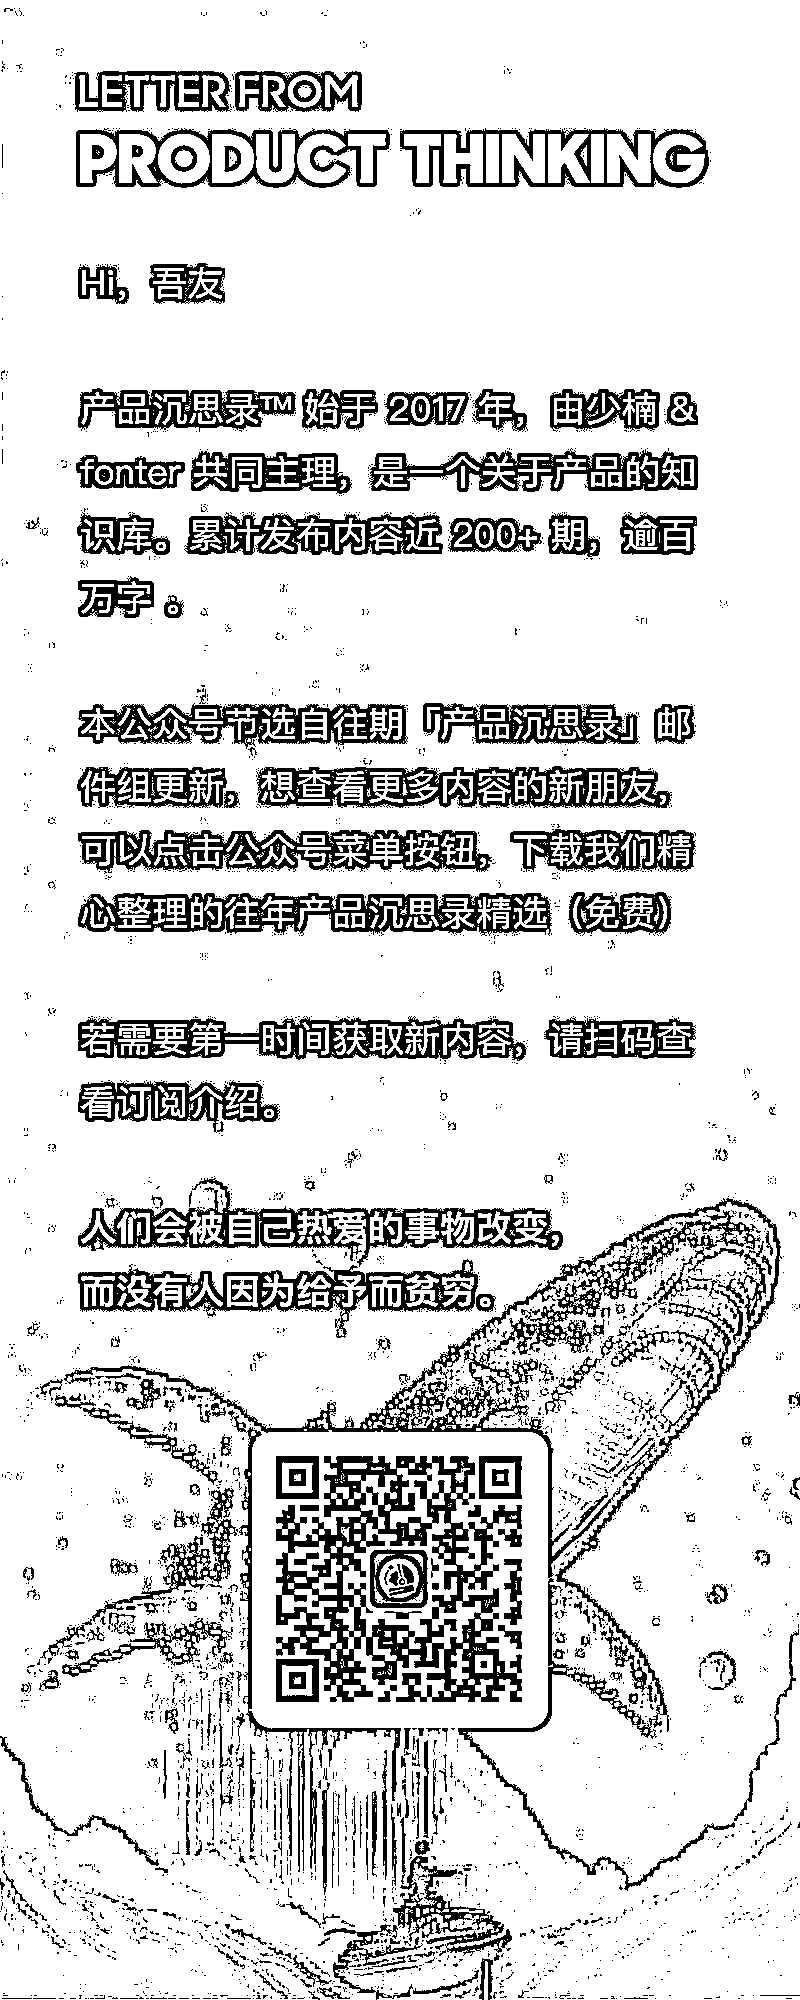 LETTER FROM
PRODUCT THINKING
Hi，吾友
产品沉思录™ 始于 2017 年，由少楠 &
fonter 共同主理，是一个关于产品的知
识库。累计发布内容近 200+ 期，逾百
万字 。
本公众号节选自往期「产品沉思录」邮
件组更新，想查看更多内容的新朋友，
可以点击公众号菜单按钮，下载我们精
心整理的往年产品沉思录精选（免费）
若需要第一时间获取新内容，请扫码查
看订阅介绍。
人们会被自己热爱的事物改变，
而没有人因为给予而贫穷。